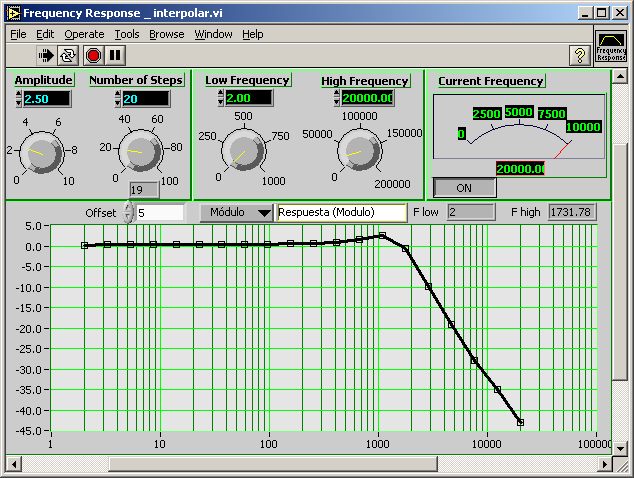 Frequency Response _ interpolar.vi
File Edit Operate Tools Browse Window Help
? Frequency Response
Amplitude Number of Steps Low Frequency High Frequency Current Frequency
2.50 20 2.00 20000.00
4 6 40 60 500 100000 2500 5000 7500
2 8 20 80 250 750 50000 150000 0 10000
0 10 0 100 0 1000 0 200000 20000.00
19 ON
Offset 5 Módulo Respuesta (Modulo) F low 2 F high 1731.78
5.0
0.0
-5.0
-10.0
-15.0
-20.0
-25.0
-30.0
-35.0
-40.0
-45.0
1 10 100 1000 10000 100000